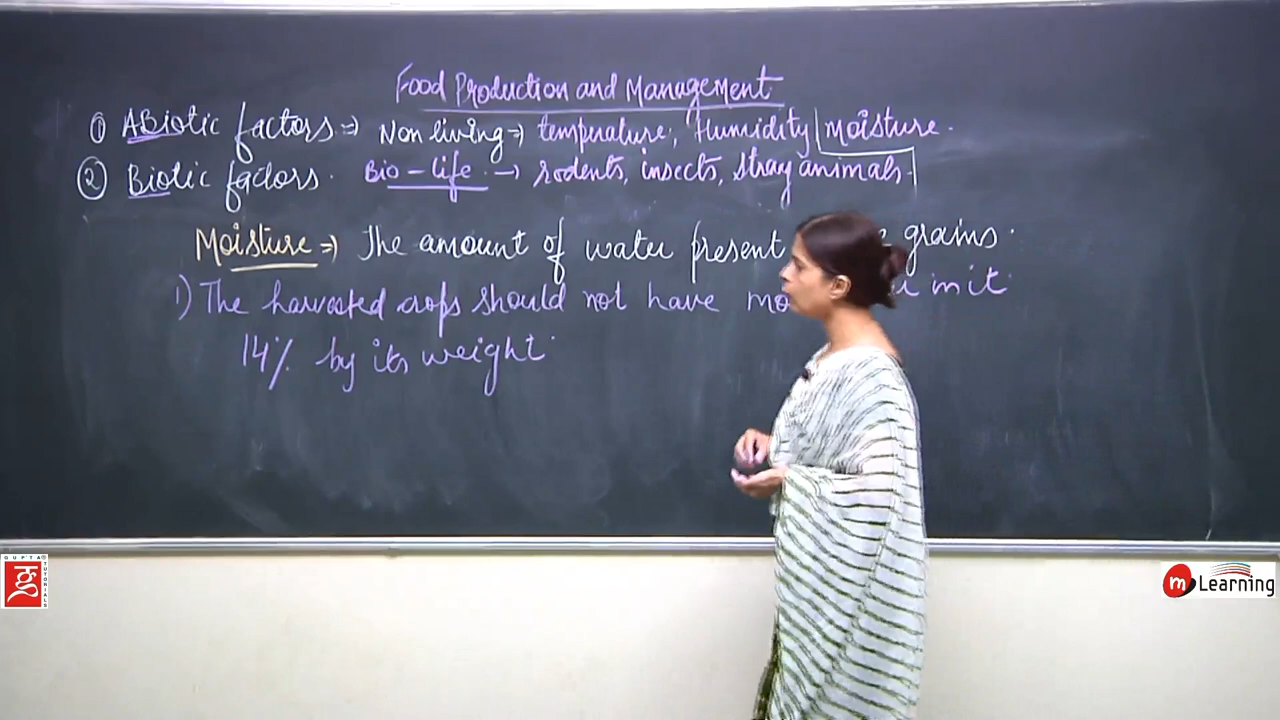 Food Production and Management
① ABiotic factors ⇒ Non living ⇒ temperature, Humidity moisture.
② Biotic factors. Bio - life → rodents, insects, stray animals.
Moisture ⇒ The amount of water present grains.
1) The harvested crops should not have in it
14% by its weight.
GUPTA TUTORIALS
m Learning